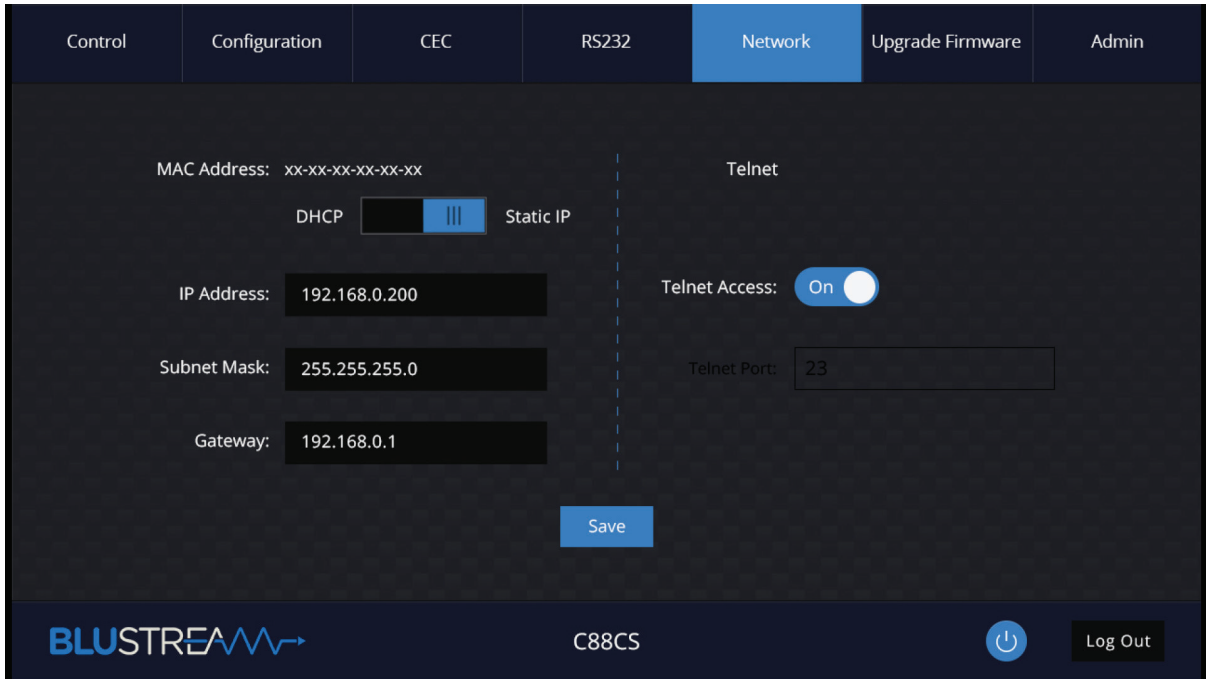 Control Configuration CEC RS232 Network Upgrade Firmware Admin
MAC Address: xx-xx-xx-xx-xx-xx
DHCP Static IP
IP Address: 192.168.0.200
Subnet Mask: 255.255.255.0
Gateway: 192.168.0.1
Telnet
Telnet Access: On
Telnet Port: 23
Save
BLUSTREAM
C88CS
Log Out